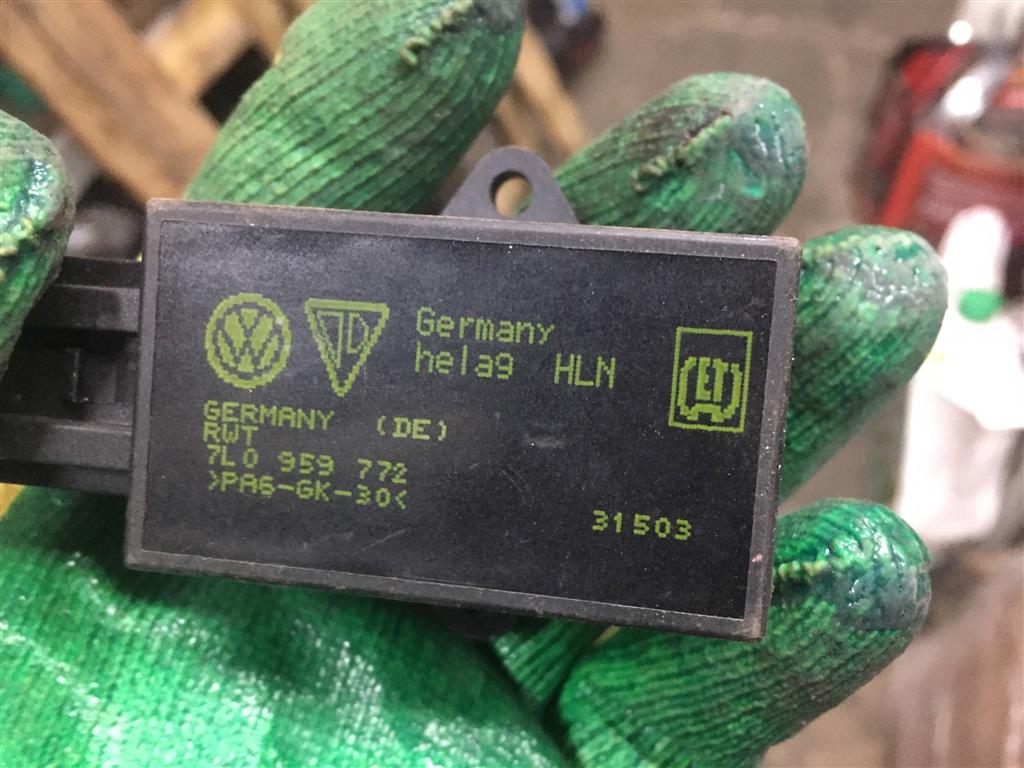 Germany
helag HLN
GERMANY (DE)
RWT
7L0 959 772
>PA6-GK-30<
31503